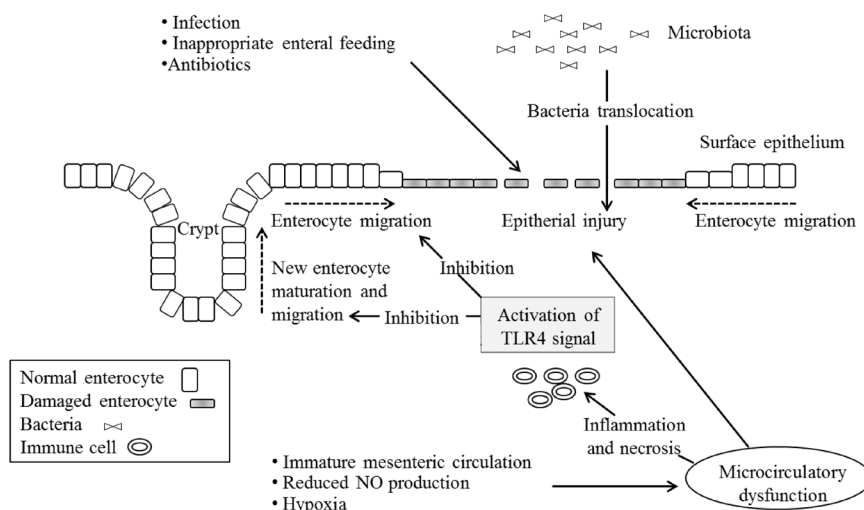 • Infection
• Inappropriate enteral feeding
•Antibiotics
Microbiota
Bacteria translocation
Surface epithelium
Crypt
Enterocyte migration
Epitherial injury
Enterocyte migration
New enterocyte
maturation and
migration
Inhibition
Inhibition
Activation of
TLR4 signal
Normal enterocyte
Damaged enterocyte
Bacteria
Immune cell
Inflammation
and necrosis
• Immature mesenteric circulation
• Reduced NO production
• Hypoxia
Microcirculatory
dysfunction